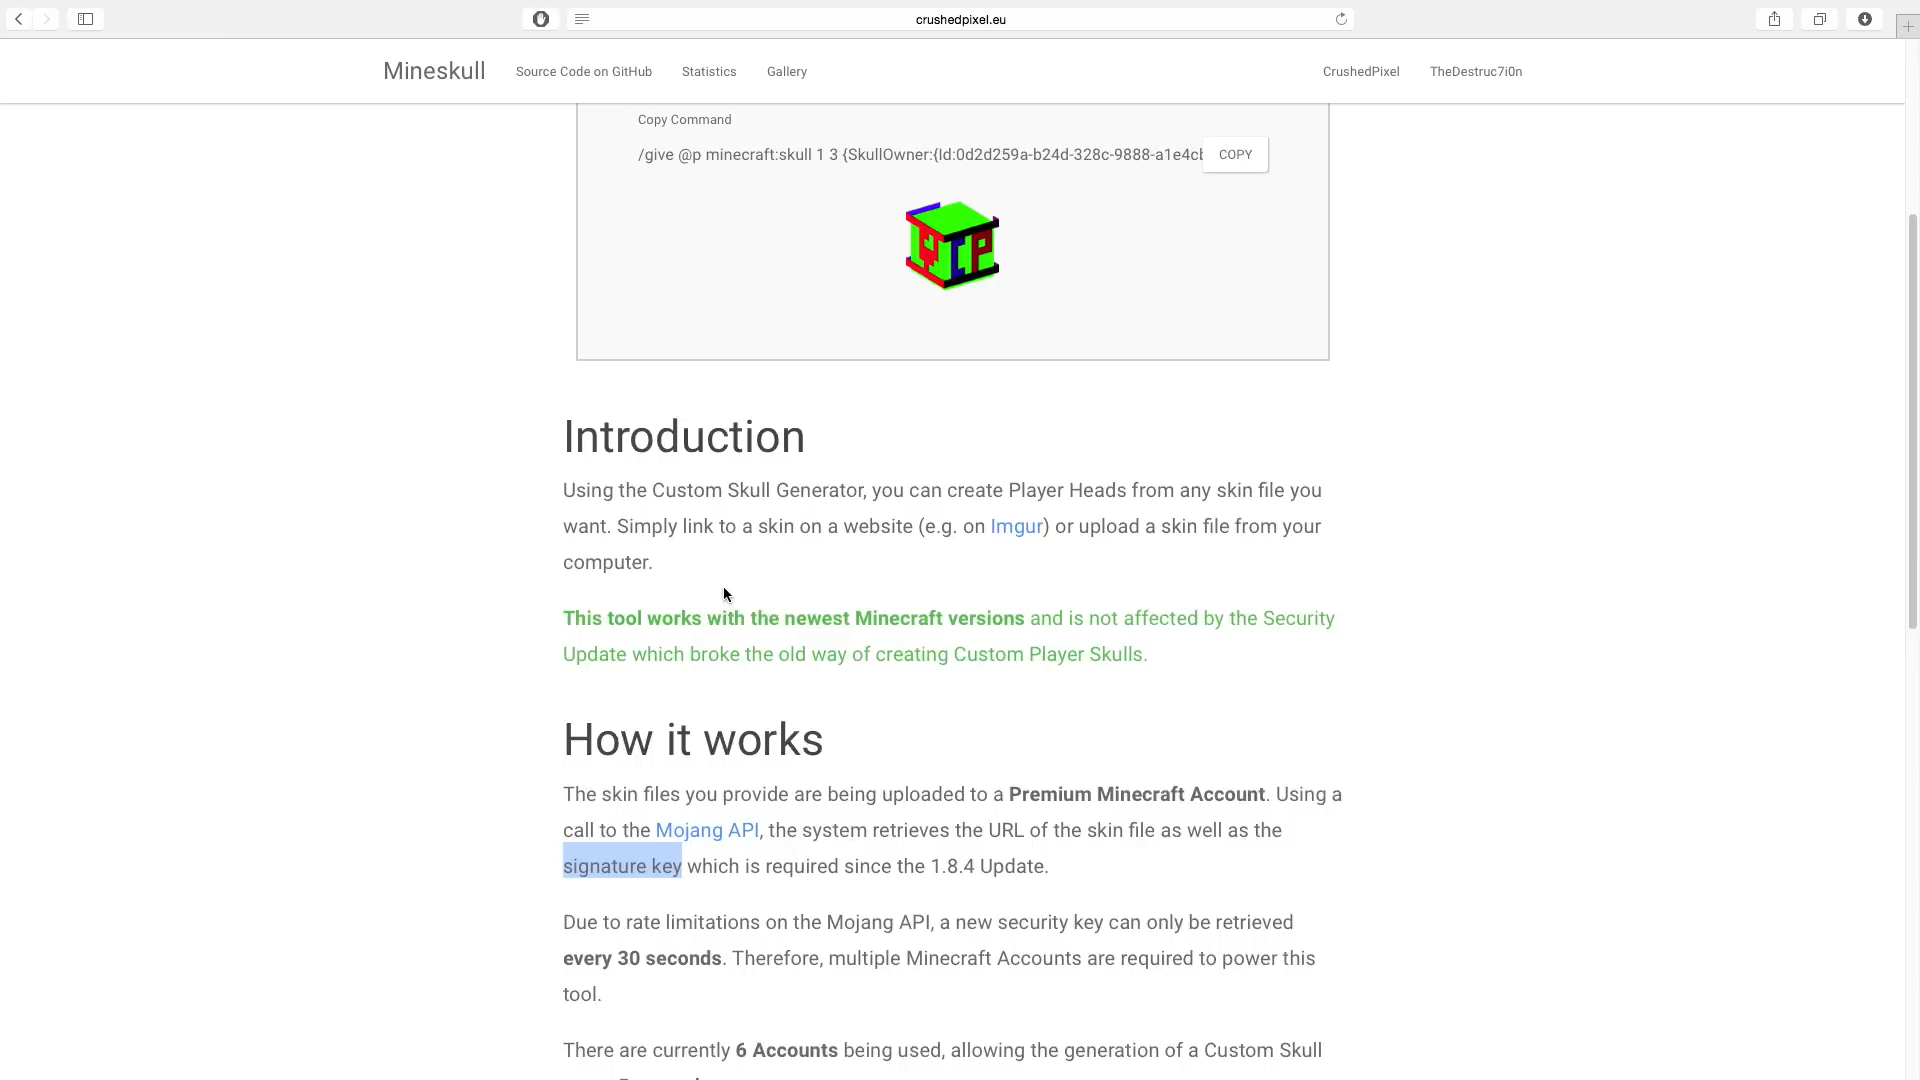 crushedpixel.eu
Mineskull Source Code on GitHub Statistics Gallery CrushedPixel TheDestruc7i0n
Copy Command
/give @p minecraft:skull 1 3 {SkullOwner:{Id:0d2d259a-b24d-328c-9888-a1e4cb COPY
Introduction
Using the Custom Skull Generator, you can create Player Heads from any skin file you
want. Simply link to a skin on a website (e.g. on Imgur) or upload a skin file from your
computer.
This tool works with the newest Minecraft versions and is not affected by the Security
Update which broke the old way of creating Custom Player Skulls.
How it works
The skin files you provide are being uploaded to a Premium Minecraft Account. Using a
call to the Mojang API, the system retrieves the URL of the skin file as well as the
signature key which is required since the 1.8.4 Update.
Due to rate limitations on the Mojang API, a new security key can only be retrieved
every 30 seconds. Therefore, multiple Minecraft Accounts are required to power this
tool.
There are currently 6 Accounts being used, allowing the generation of a Custom Skull